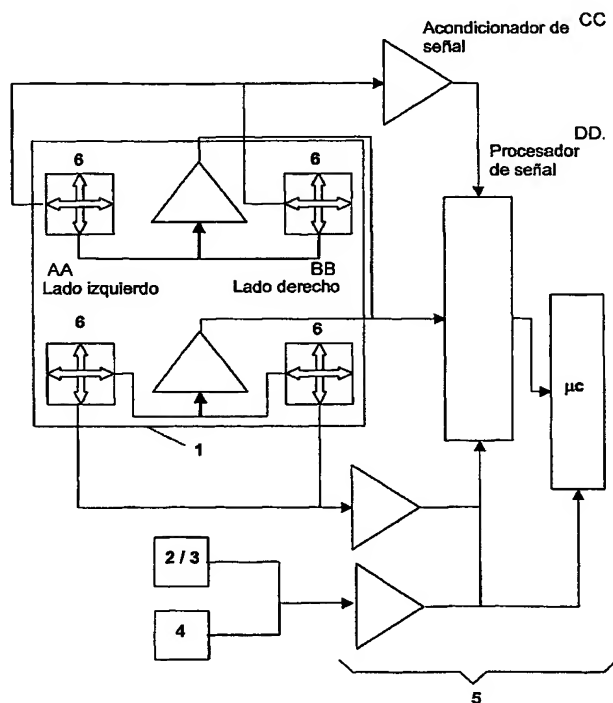 Acondicionador de señal CC
DD.
Procesador de señal
6 6
AA BB
Lado izquierdo Lado derecho
6 6
µc
1
2 / 3
4
5